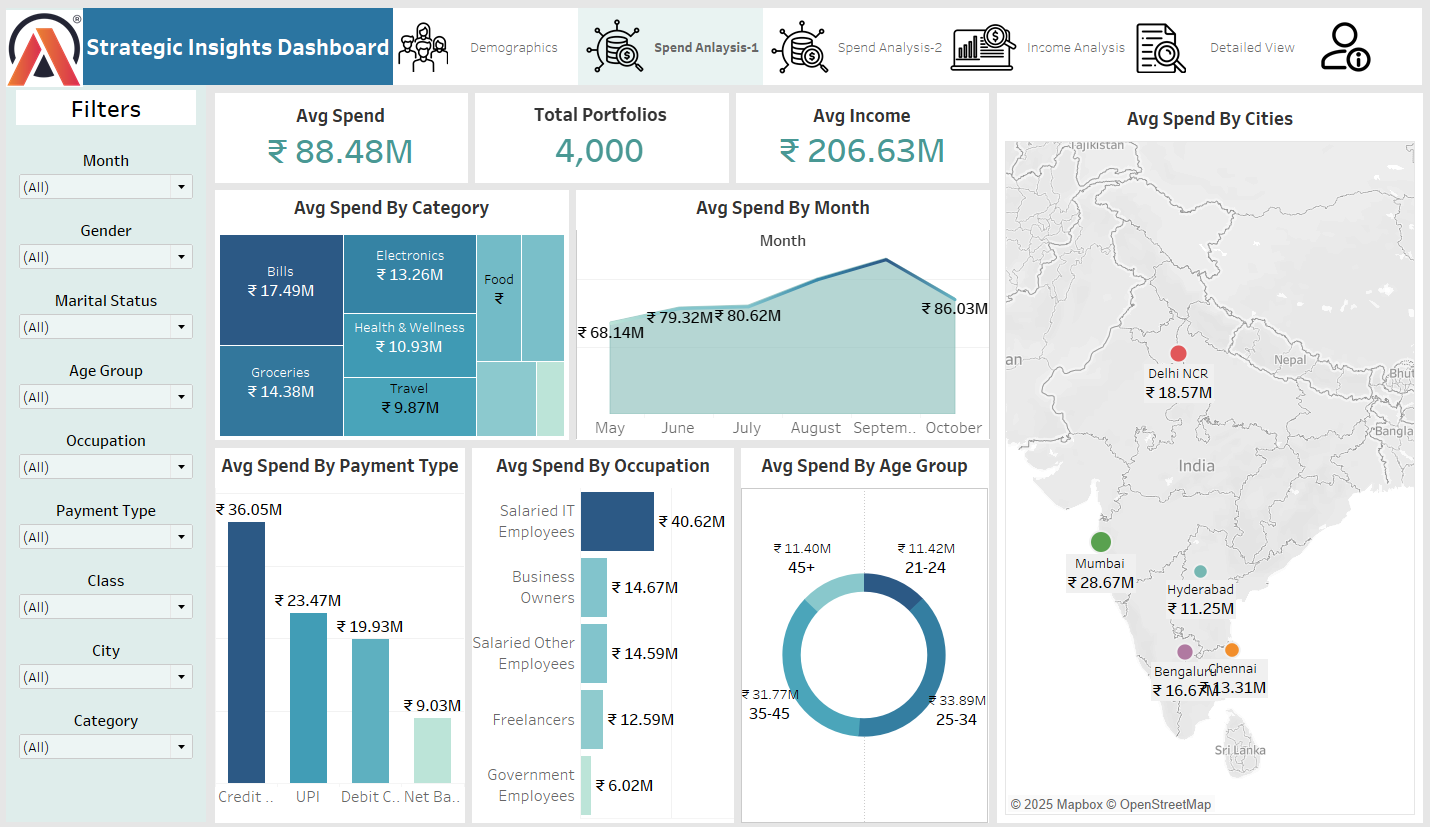 ®
Strategic Insights Dashboard
Demographics
Spend Anlaysis-1
Spend Analysis-2
Income Analysis
Detailed View
Filters
Month
(All)
Gender
(All)
Marital Status
(All)
Age Group
(All)
Occupation
(All)
Payment Type
(All)
Class
(All)
City
(All)
Category
(All)
Avg Spend
₹ 88.48M
Total Portfolios
4,000
Avg Income
₹ 206.63M
Avg Spend By Category
Bills
₹ 17.49M
Groceries
₹ 14.38M
Electronics
₹ 13.26M
Health & Wellness
₹ 10.93M
Travel
₹ 9.87M
Food
₹
Avg Spend By Month
Month
₹ 68.14M
₹ 79.32M
₹ 80.62M
₹ 86.03M
May
June
July
August
Septem..
October
Avg Spend By Payment Type
₹ 36.05M
₹ 23.47M
₹ 19.93M
₹ 9.03M
Credit ..
UPI
Debit C..
Net Ba..
Avg Spend By Occupation
Salaried IT
Employees
₹ 40.62M
Business
Owners
₹ 14.67M
Salaried Other
Employees
₹ 14.59M
Freelancers
₹ 12.59M
Government
Employees
₹ 6.02M
Avg Spend By Age Group
₹ 11.40M
45+
₹ 11.42M
21-24
₹ 31.77M
35-45
₹ 33.89M
25-34
Avg Spend By Cities
Tajikistan
an
Nepal
Bhut
Bangla
India
Delhi NCR
₹ 18.57M
Mumbai
₹ 28.67M
Hyderabad
₹ 11.25M
Bengaluru
₹ 16.67M
Chennai
₹ 13.31M
Sri Lanka
© 2025 Mapbox © OpenStreetMap